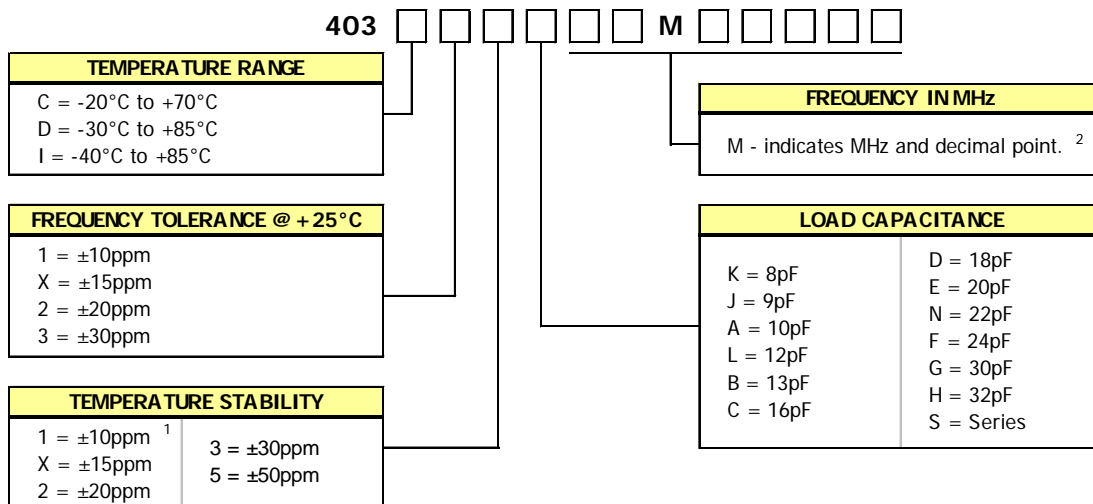 403 M
TEMPERATURE RANGE
C = -20°C to +70°C
D = -30°C to +85°C
I = -40°C to +85°C
FREQUENCY IN MHz
M - indicates MHz and decimal point. 2
FREQUENCY TOLERANCE @ +25°C
1 = ±10ppm
X = ±15ppm
2 = ±20ppm
3 = ±30ppm
LOAD CAPACITANCE
K = 8pF
J = 9pF
A = 10pF
L = 12pF
B = 13pF
C = 16pF
D = 18pF
E = 20pF
N = 22pF
F = 24pF
G = 30pF
H = 32pF
S = Series
TEMPERATURE STABILITY
1 = ±10ppm 1
X = ±15ppm
2 = ±20ppm
3 = ±30ppm
5 = ±50ppm